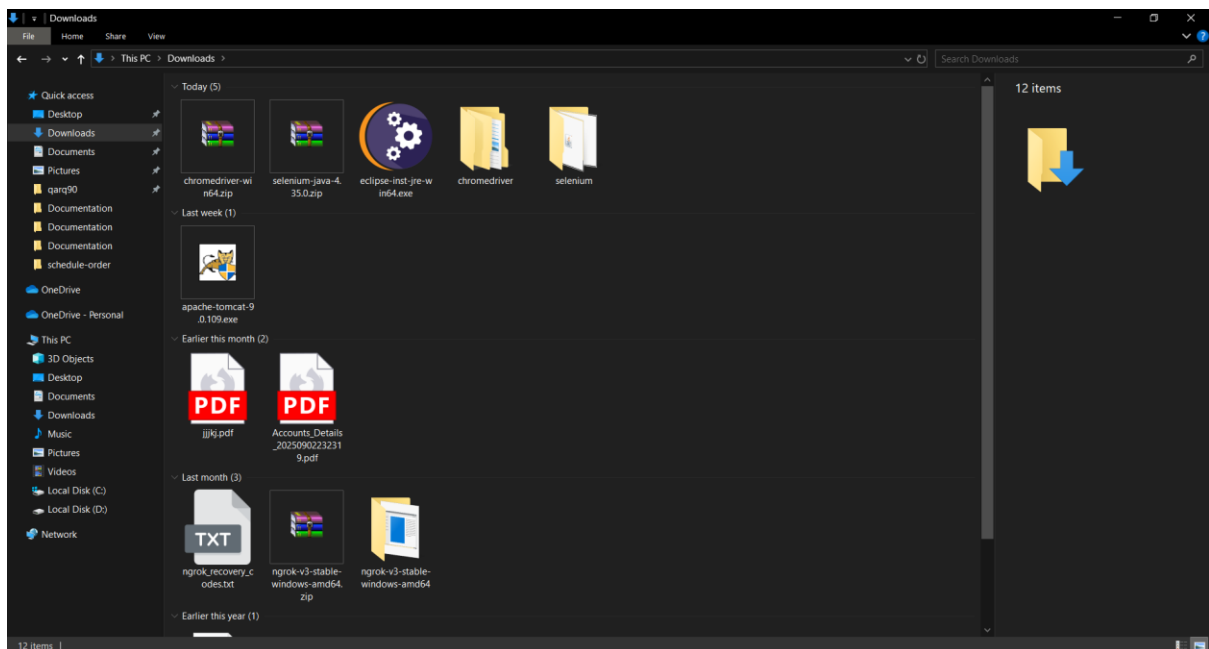 Downloads
File Home Share View
This PC > Downloads >
Search Downloads
Quick access
Desktop
Downloads
Documents
Pictures
qarq90
Documentation
Documentation
Documentation
schedule-order
OneDrive
OneDrive - Personal
This PC
3D Objects
Desktop
Documents
Downloads
Music
Pictures
Videos
Local Disk (C:)
Local Disk (D:)
Network
Today (5)
chromedriver-wi
n64.zip
selenium-java-4.
35.0.zip
eclipse-inst-jre-w
in64.exe
chromedriver
selenium
Last week (1)
apache-tomcat-9
.0.109.exe
Earlier this month (2)
PDF
jjjkj.pdf
PDF
Accounts_Details
_2025090223231
9.pdf
Last month (3)
TXT
ngrok_recovery_c
odes.txt
ngrok-v3-stable-
windows-amd64.
zip
ngrok-v3-stable-
windows-amd64
Earlier this year (1)
12 items
12 items